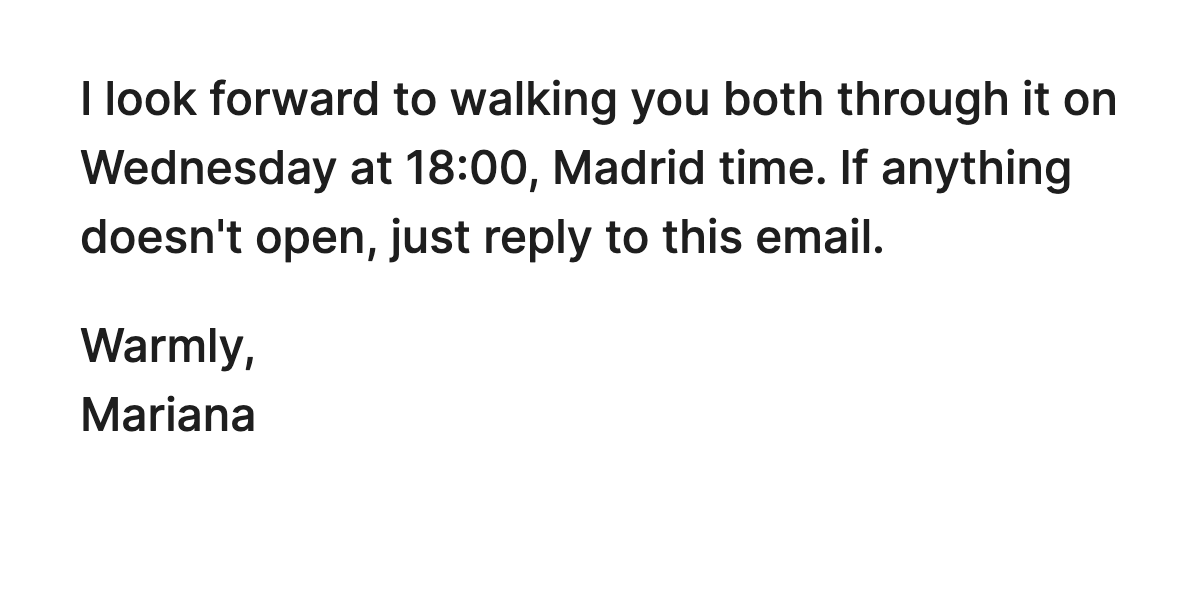 I look forward to walking you both through it on
Wednesday at 18:00, Madrid time. If anything
doesn't open, just reply to this email.
Warmly,
Mariana